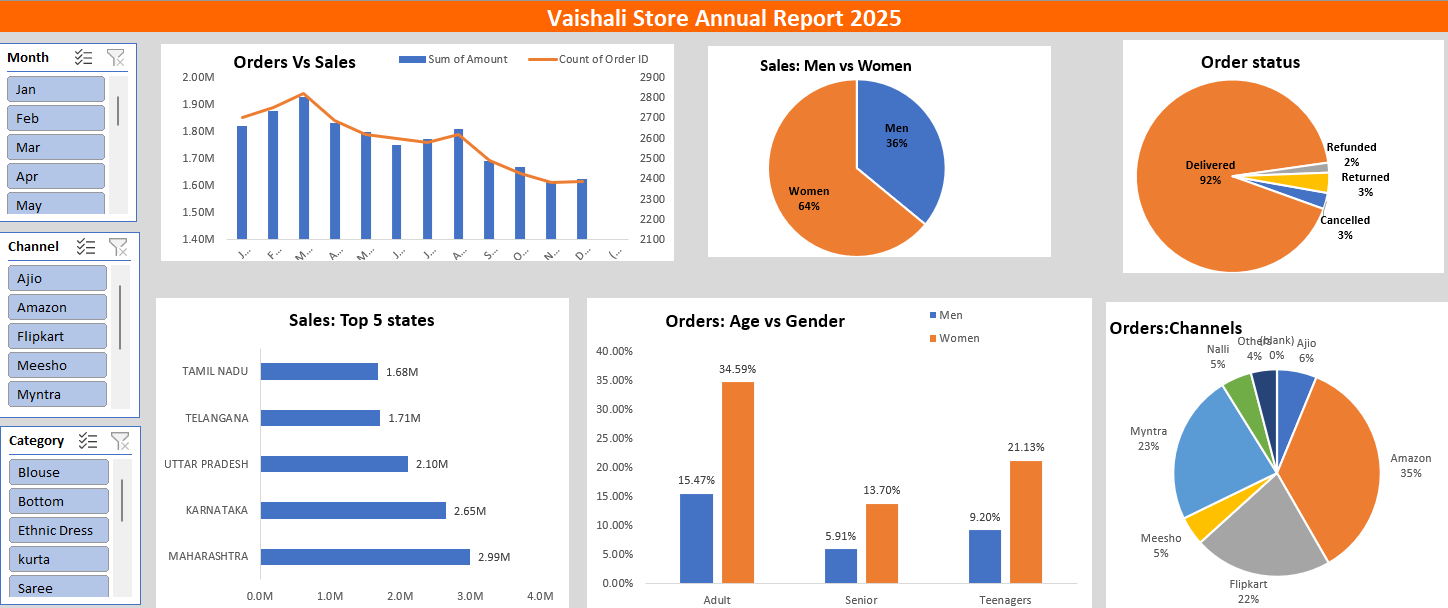 Vaishali Store Annual Report 2025
Month
Jan
Feb
Mar
Apr
May
Channel
Ajio
Amazon
Flipkart
Meesho
Myntra
Category
Blouse
Bottom
Ethnic Dress
kurta
Saree
Orders Vs Sales
Sum of Amount
Count of Order ID
2.00M
1.90M
1.80M
1.70M
1.60M
1.50M
1.40M
2900
2800
2700
2600
2500
2400
2300
2200
2100
J...
F...
M...
A...
M...
J...
J...
A...
S...
O...
N...
D...
(...
Sales: Men vs Women
Men
36%
Women
64%
Order status
Delivered
92%
Refunded
2%
Returned
3%
Cancelled
3%
Sales: Top 5 states
TAMIL NADU 1.68M
TELANGANA 1.71M
UTTAR PRADESH 2.10M
KARNATAKA 2.65M
MAHARASHTRA 2.99M
0.0M 1.0M 2.0M 3.0M 4.0M
Orders: Age vs Gender
Men
Women
40.00%
35.00%
30.00%
25.00%
20.00%
15.00%
10.00%
5.00%
0.00%
15.47%
34.59%
5.91%
13.70%
9.20%
21.13%
Adult Senior Teenagers
Orders:Channels
Nalli
5%
Others
4%
(blank)
0%
Ajio
6%
Myntra
23%
Amazon
35%
Meesho
5%
Flipkart
22%